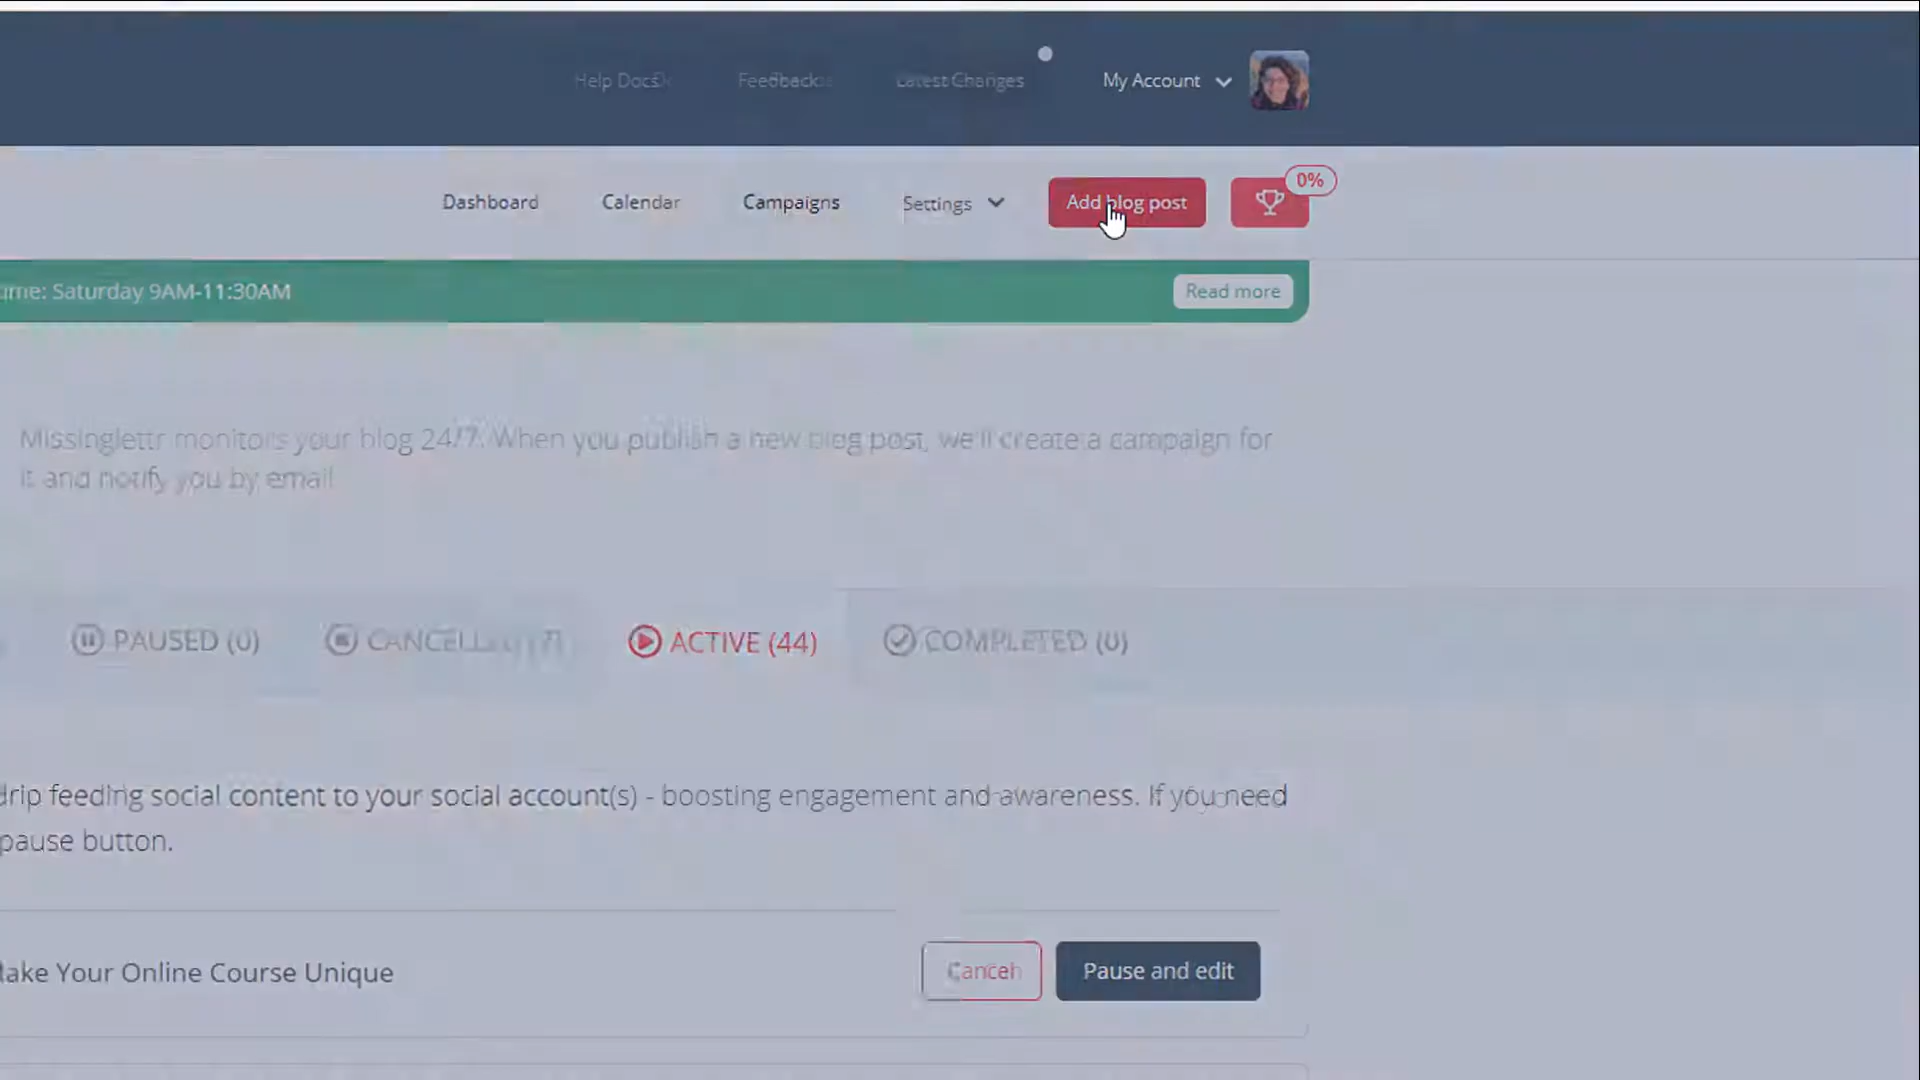 Help Docs
Feedback
Latest Changes
My Account
Dashboard
Calendar
Campaigns
Settings
Add blog post
0%
ime: Saturday 9AM-11:30AM
Read more
Missinglettr monitors your blog 24/7. When you publish a new blog post, we'll create a campaign for
it and notify you by email
PAUSED (0)
ACTIVE (44)
COMPLETED (0)
drip feeding social content to your social account(s) - boosting engagement and awareness. If you need
pause button.
lake Your Online Course Unique
Cancel
Pause and edit